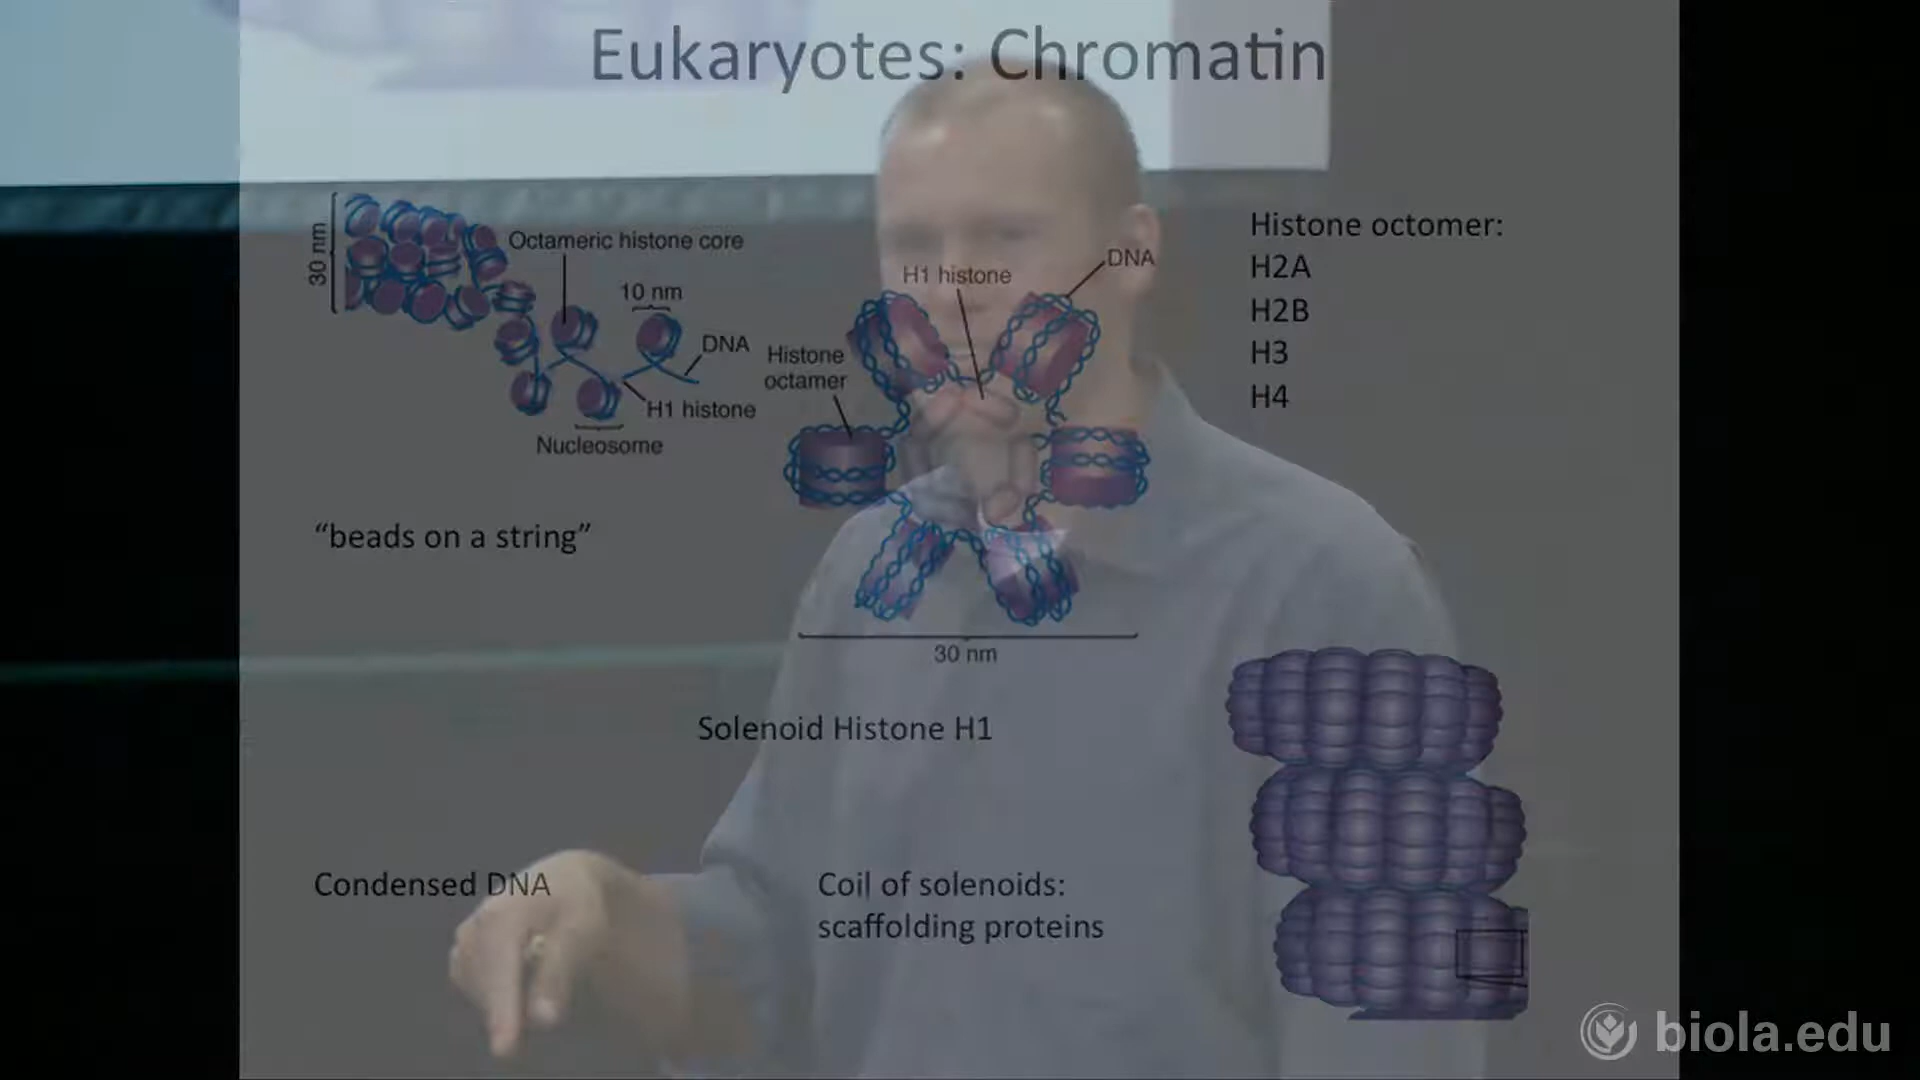 Eukaryotes: Chromatin
30 nm
Octameric histone core
10 nm
DNA
H1 histone
Nucleosome
“beads on a string”
H1 histone
DNA
Histone
octamer
30 nm
Histone octomer:
H2A
H2B
H3
H4
Solenoid Histone H1
Condensed DNA
Coil of solenoids:
scaffolding proteins
biola.edu